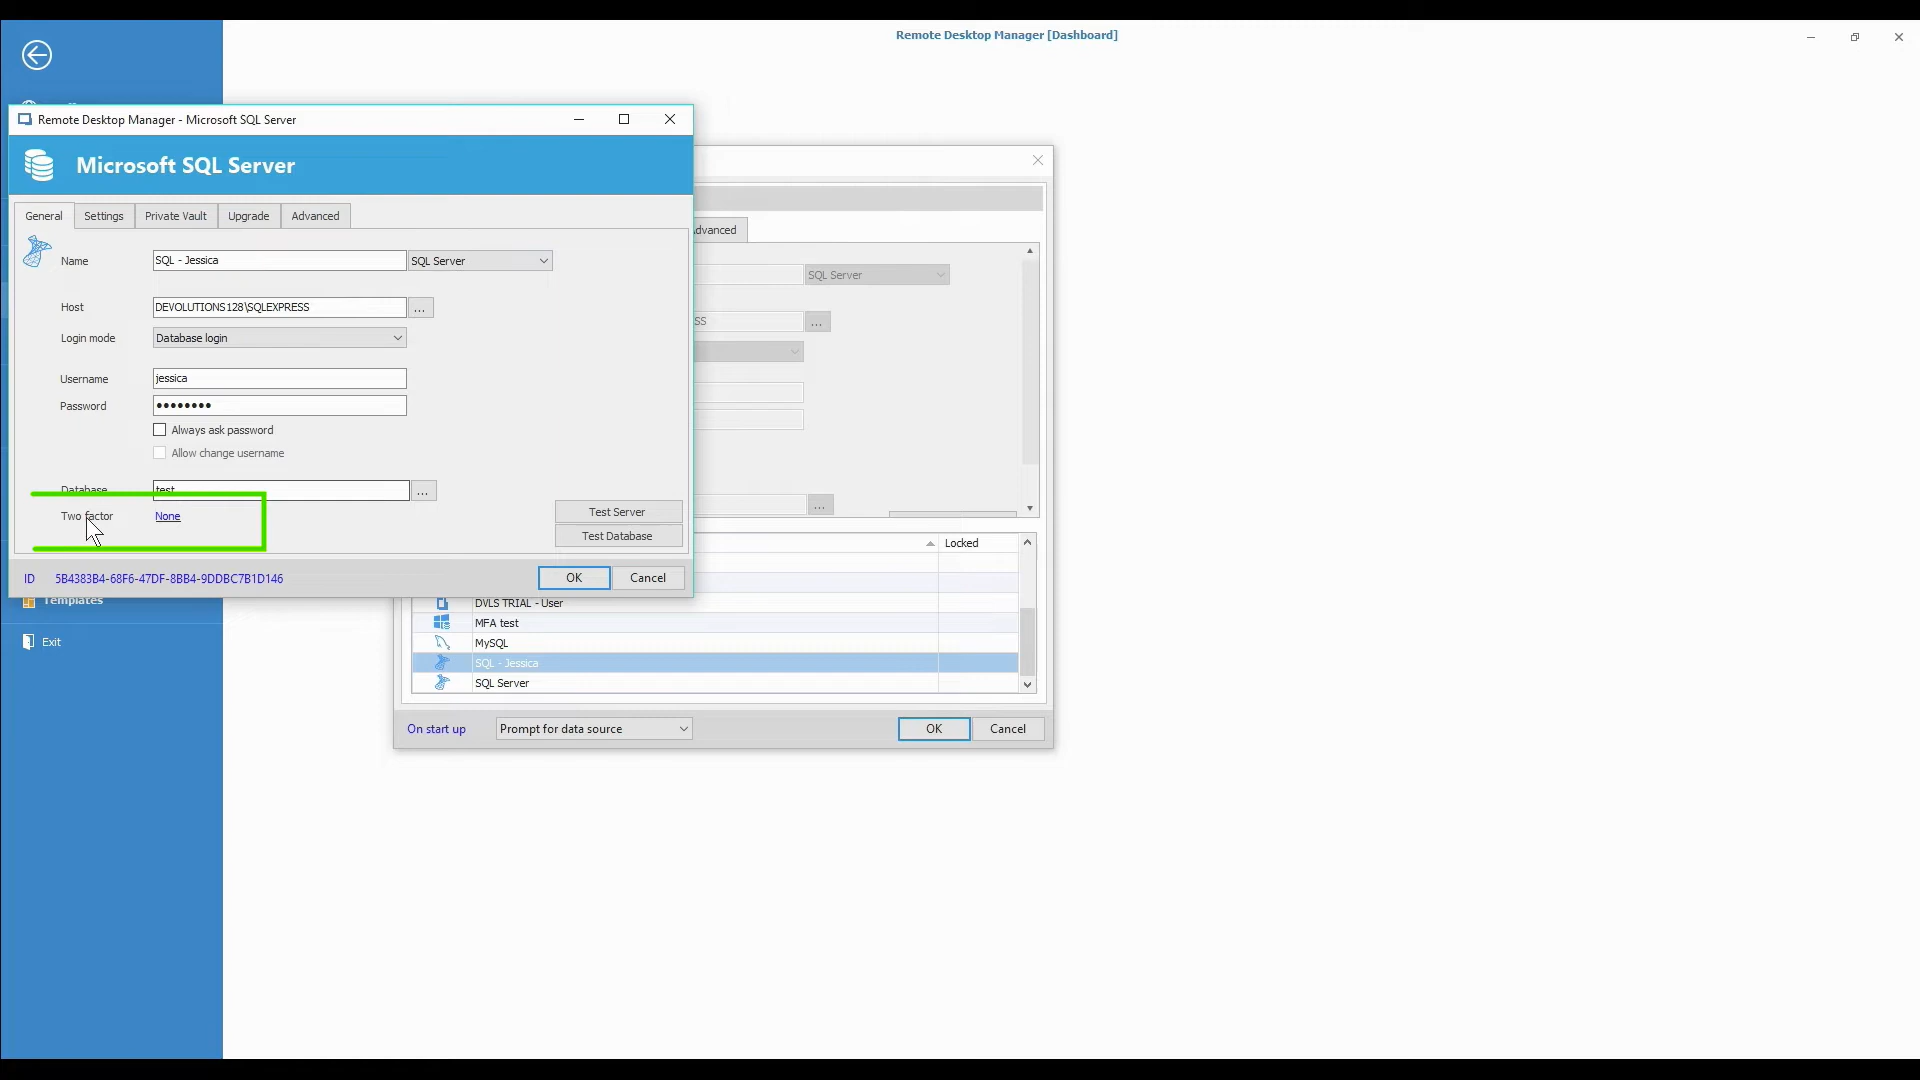 Remote Desktop Manager [Dashboard]
Remote Desktop Manager - Microsoft SQL Server
Microsoft SQL Server
General Settings Private Vault Upgrade Advanced
Name SQL - Jessica SQL Server
Host DEVOLUTIONS128\SQLEXPRESS ...
Login mode Database login
Username jessica
Password ••••••••
Always ask password
Allow change username
Database test ...
Two factor None
Test Server
Test Database
ID 5B4383B4-68F6-47DF-8BB4-9DDBC7B1D146
OK Cancel
Advanced
SQL Server
SS ...
...
Locked
DVLS TRIAL - User
MFA test
MySQL
SQL - Jessica
SQL Server
On start up Prompt for data source
OK Cancel
Templates
Exit